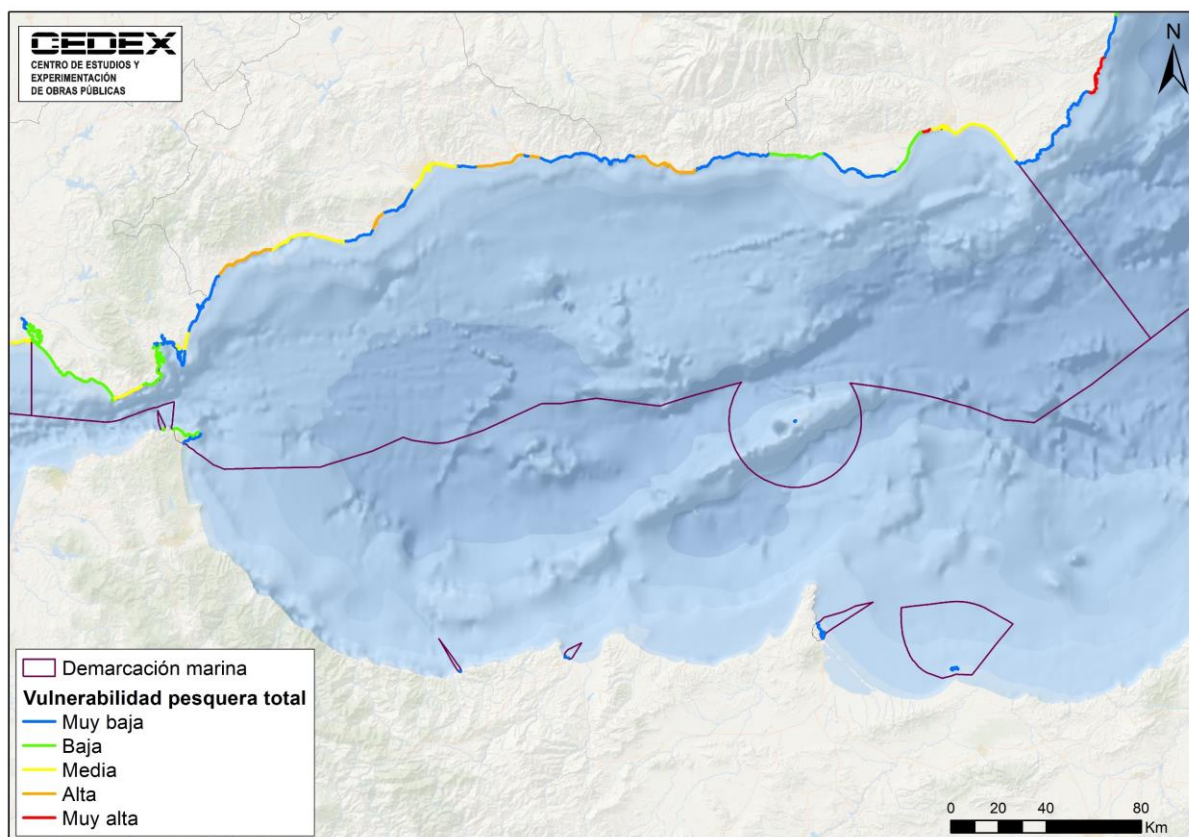 CEDEX
CENTRO DE ESTUDIOS Y
EXPERIMENTACIÓN
DE OBRAS PÚBLICAS
N
Demarcación marina
Vulnerabilidad pesquera total
Muy baja
Baja
Media
Alta
Muy alta
0 20 40 80
Km